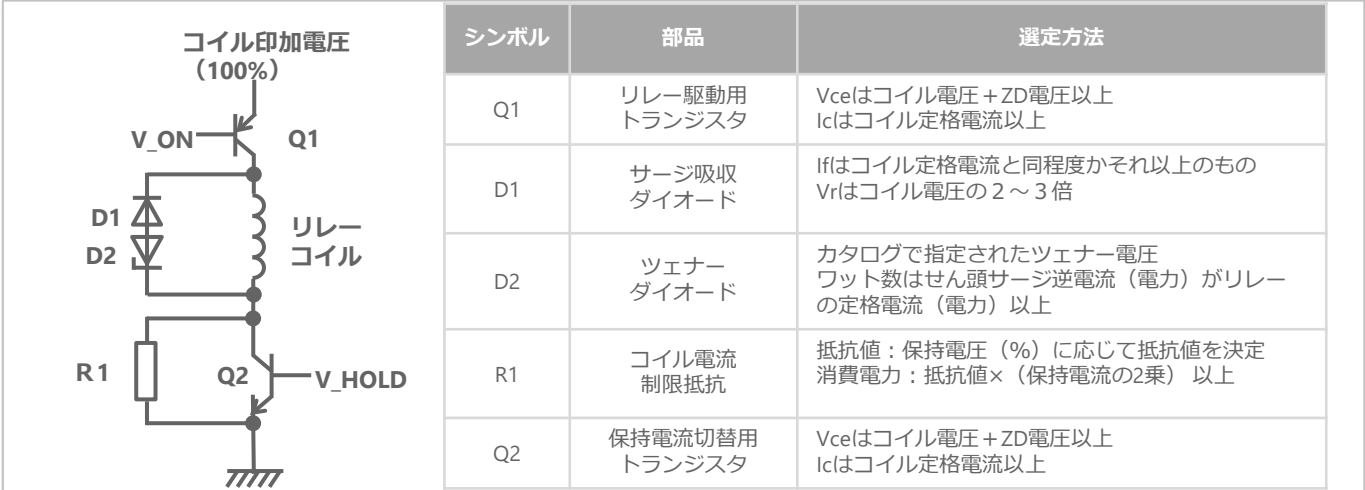 コイル印加電圧
（100%）
V_ON
Q1
D1
D2
リレー
コイル
R１
Q2
V_HOLD
シンボル 部品 選定方法
Q1
リレー駆動用
トランジスタ
Vceはコイル電圧＋ZD電圧以上
Icはコイル定格電流以上
D1
サージ吸収
ダイオード
Ifはコイル定格電流と同程度かそれ以上のもの
Vrはコイル電圧の２～３倍
D2
ツェナー
ダイオード
カタログで指定されたツェナー電圧
ワット数はせん頭サージ逆電流（電力）がリレー
の定格電流（電力）以上
R1
コイル電流
制限抵抗
抵抗値：保持電圧（%）に応じて抵抗値を決定
消費電力：抵抗値×（保持電流の2乗） 以上
Q2
保持電流切替用
トランジスタ
Vceはコイル電圧＋ZD電圧以上
Icはコイル定格電流以上